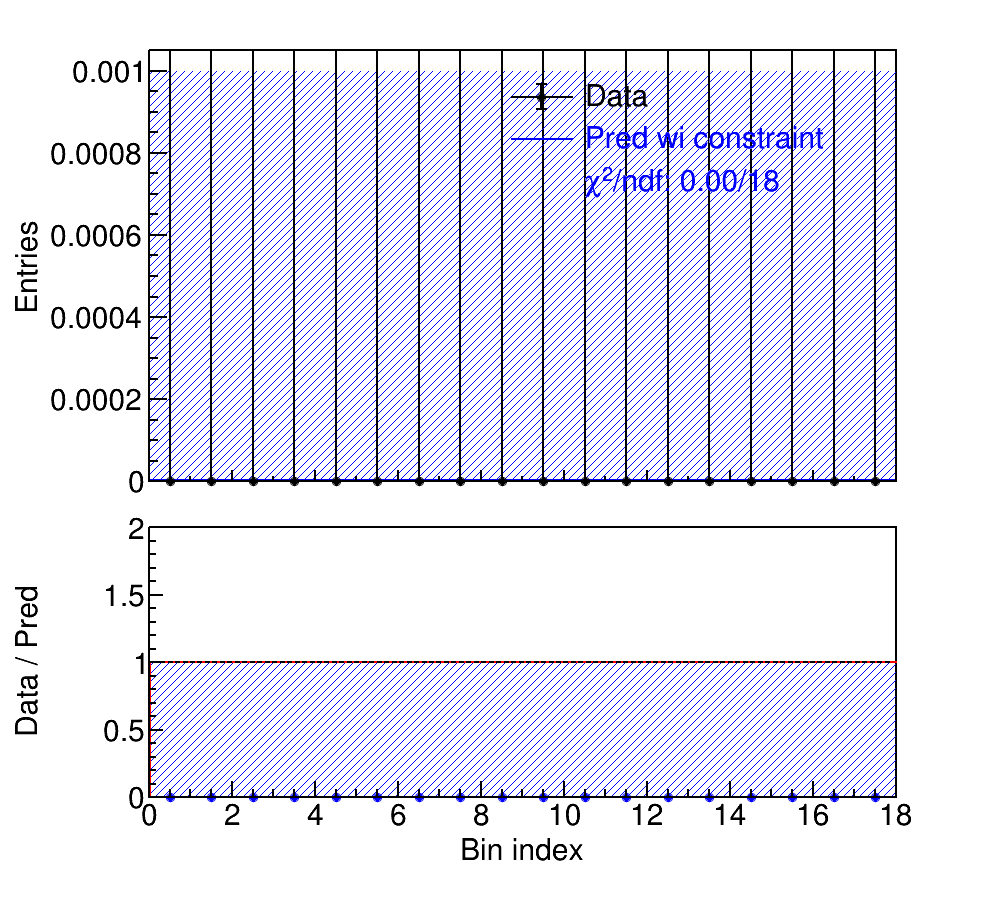 0.001
0.0008
0.0006
0.0004
0.0002
0
Entries
Data
Pred wi constraint
χ²/ndf: 0.00/18
2
1.5
1
0.5
0
Data / Pred
0 2 4 6 8 10 12 14 16 18
Bin index